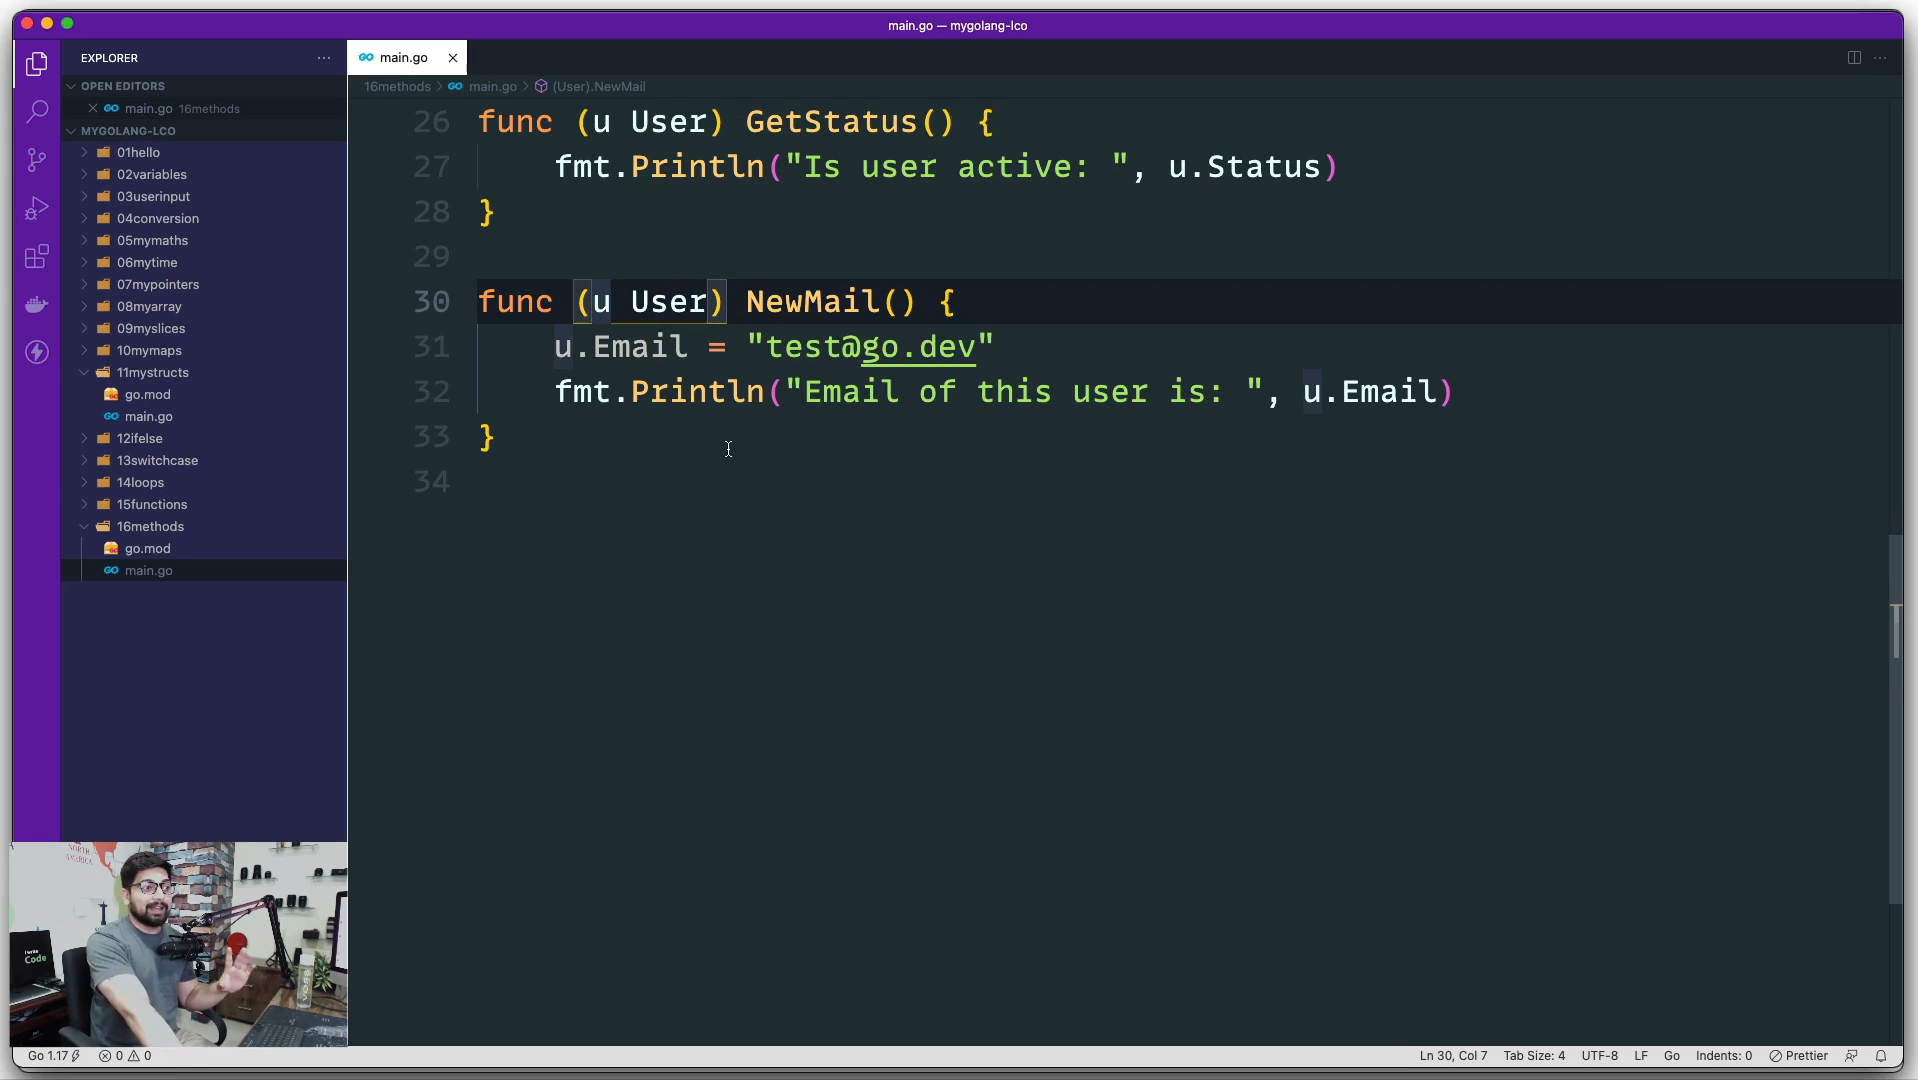 main.go — mygolang-lco
EXPLORER
main.go
OPEN EDITORS
main.go 16methods
MYGOLANG-LCO
01hello
02variables
03userinput
04conversion
05mymaths
06mytime
07mypointers
08myarray
09myslices
10mymaps
11mystructs
go.mod
main.go
12ifelse
13switchcase
14loops
15functions
16methods
go.mod
main.go
16methods > main.go > (User).NewMail
26 func (u User) GetStatus() {
27 fmt.Println("Is user active: ", u.Status)
28 }
29
30 func (u User) NewMail() {
31 u.Email = "test@go.dev"
32 fmt.Println("Email of this user is: ", u.Email)
33 }
34
NORTH
AMERICA
I write
Code
VOSS
Go 1.17 0 0 Ln 30, Col 7 Tab Size: 4 UTF-8 LF Go Indents: 0 Prettier